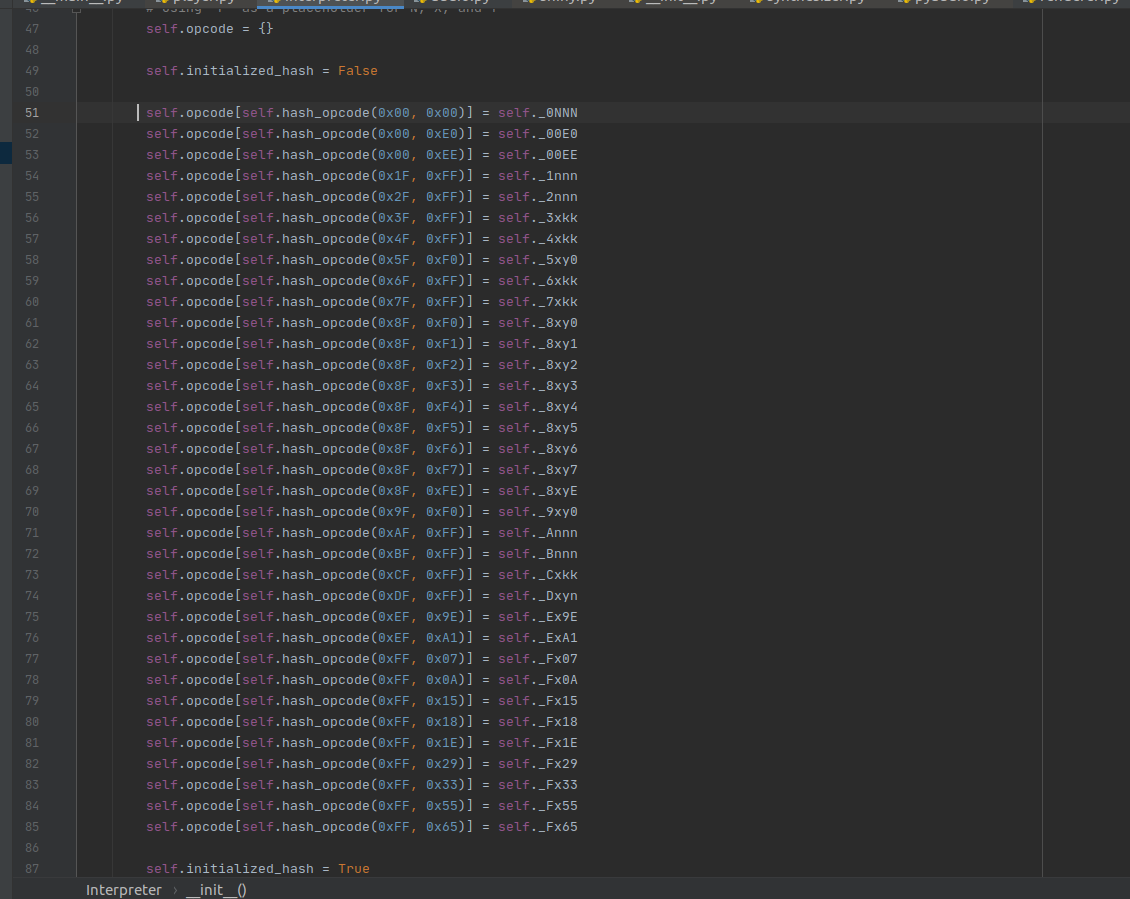 47 self.opcode = {}
48
49 self.initialized_hash = False
50
51 self.opcode[self.hash_opcode(0x00, 0x00)] = self._0NNN
52 self.opcode[self.hash_opcode(0x00, 0xE0)] = self._00E0
53 self.opcode[self.hash_opcode(0x00, 0xEE)] = self._00EE
54 self.opcode[self.hash_opcode(0x1F, 0xFF)] = self._1nnn
55 self.opcode[self.hash_opcode(0x2F, 0xFF)] = self._2nnn
56 self.opcode[self.hash_opcode(0x3F, 0xFF)] = self._3xkk
57 self.opcode[self.hash_opcode(0x4F, 0xFF)] = self._4xkk
58 self.opcode[self.hash_opcode(0x5F, 0xF0)] = self._5xy0
59 self.opcode[self.hash_opcode(0x6F, 0xFF)] = self._6xkk
60 self.opcode[self.hash_opcode(0x7F, 0xFF)] = self._7xkk
61 self.opcode[self.hash_opcode(0x8F, 0xF0)] = self._8xy0
62 self.opcode[self.hash_opcode(0x8F, 0xF1)] = self._8xy1
63 self.opcode[self.hash_opcode(0x8F, 0xF2)] = self._8xy2
64 self.opcode[self.hash_opcode(0x8F, 0xF3)] = self._8xy3
65 self.opcode[self.hash_opcode(0x8F, 0xF4)] = self._8xy4
66 self.opcode[self.hash_opcode(0x8F, 0xF5)] = self._8xy5
67 self.opcode[self.hash_opcode(0x8F, 0xF6)] = self._8xy6
68 self.opcode[self.hash_opcode(0x8F, 0xF7)] = self._8xy7
69 self.opcode[self.hash_opcode(0x8F, 0xFE)] = self._8xyE
70 self.opcode[self.hash_opcode(0x9F, 0xF0)] = self._9xy0
71 self.opcode[self.hash_opcode(0xAF, 0xFF)] = self._Annn
72 self.opcode[self.hash_opcode(0xBF, 0xFF)] = self._Bnnn
73 self.opcode[self.hash_opcode(0xCF, 0xFF)] = self._Cxkk
74 self.opcode[self.hash_opcode(0xDF, 0xFF)] = self._Dxyn
75 self.opcode[self.hash_opcode(0xEF, 0x9E)] = self._Ex9E
76 self.opcode[self.hash_opcode(0xEF, 0xA1)] = self._ExA1
77 self.opcode[self.hash_opcode(0xFF, 0x07)] = self._Fx07
78 self.opcode[self.hash_opcode(0xFF, 0x0A)] = self._Fx0A
79 self.opcode[self.hash_opcode(0xFF, 0x15)] = self._Fx15
80 self.opcode[self.hash_opcode(0xFF, 0x18)] = self._Fx18
81 self.opcode[self.hash_opcode(0xFF, 0x1E)] = self._Fx1E
82 self.opcode[self.hash_opcode(0xFF, 0x29)] = self._Fx29
83 self.opcode[self.hash_opcode(0xFF, 0x33)] = self._Fx33
84 self.opcode[self.hash_opcode(0xFF, 0x55)] = self._Fx55
85 self.opcode[self.hash_opcode(0xFF, 0x65)] = self._Fx65
86
87 self.initialized_hash = True
Interpreter › __init__()